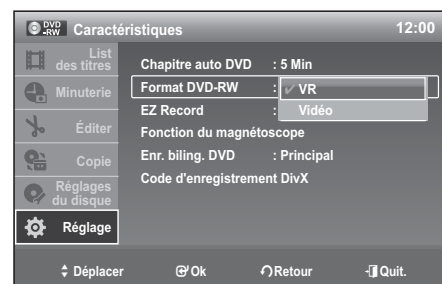 DVD -RW Caractéristiques 12:00
List des titres
Minuterie
Éditer
Copie
Réglages du disque
Réglage
Chapitre auto DVD : 5 Min
Format DVD-RW : ✓ VR
Vidéo
EZ Record :
Fonction du magnétoscope
Enr. biling. DVD : Principal
Code d'enregistrement DivX
Déplacer Ok Retour Quit.